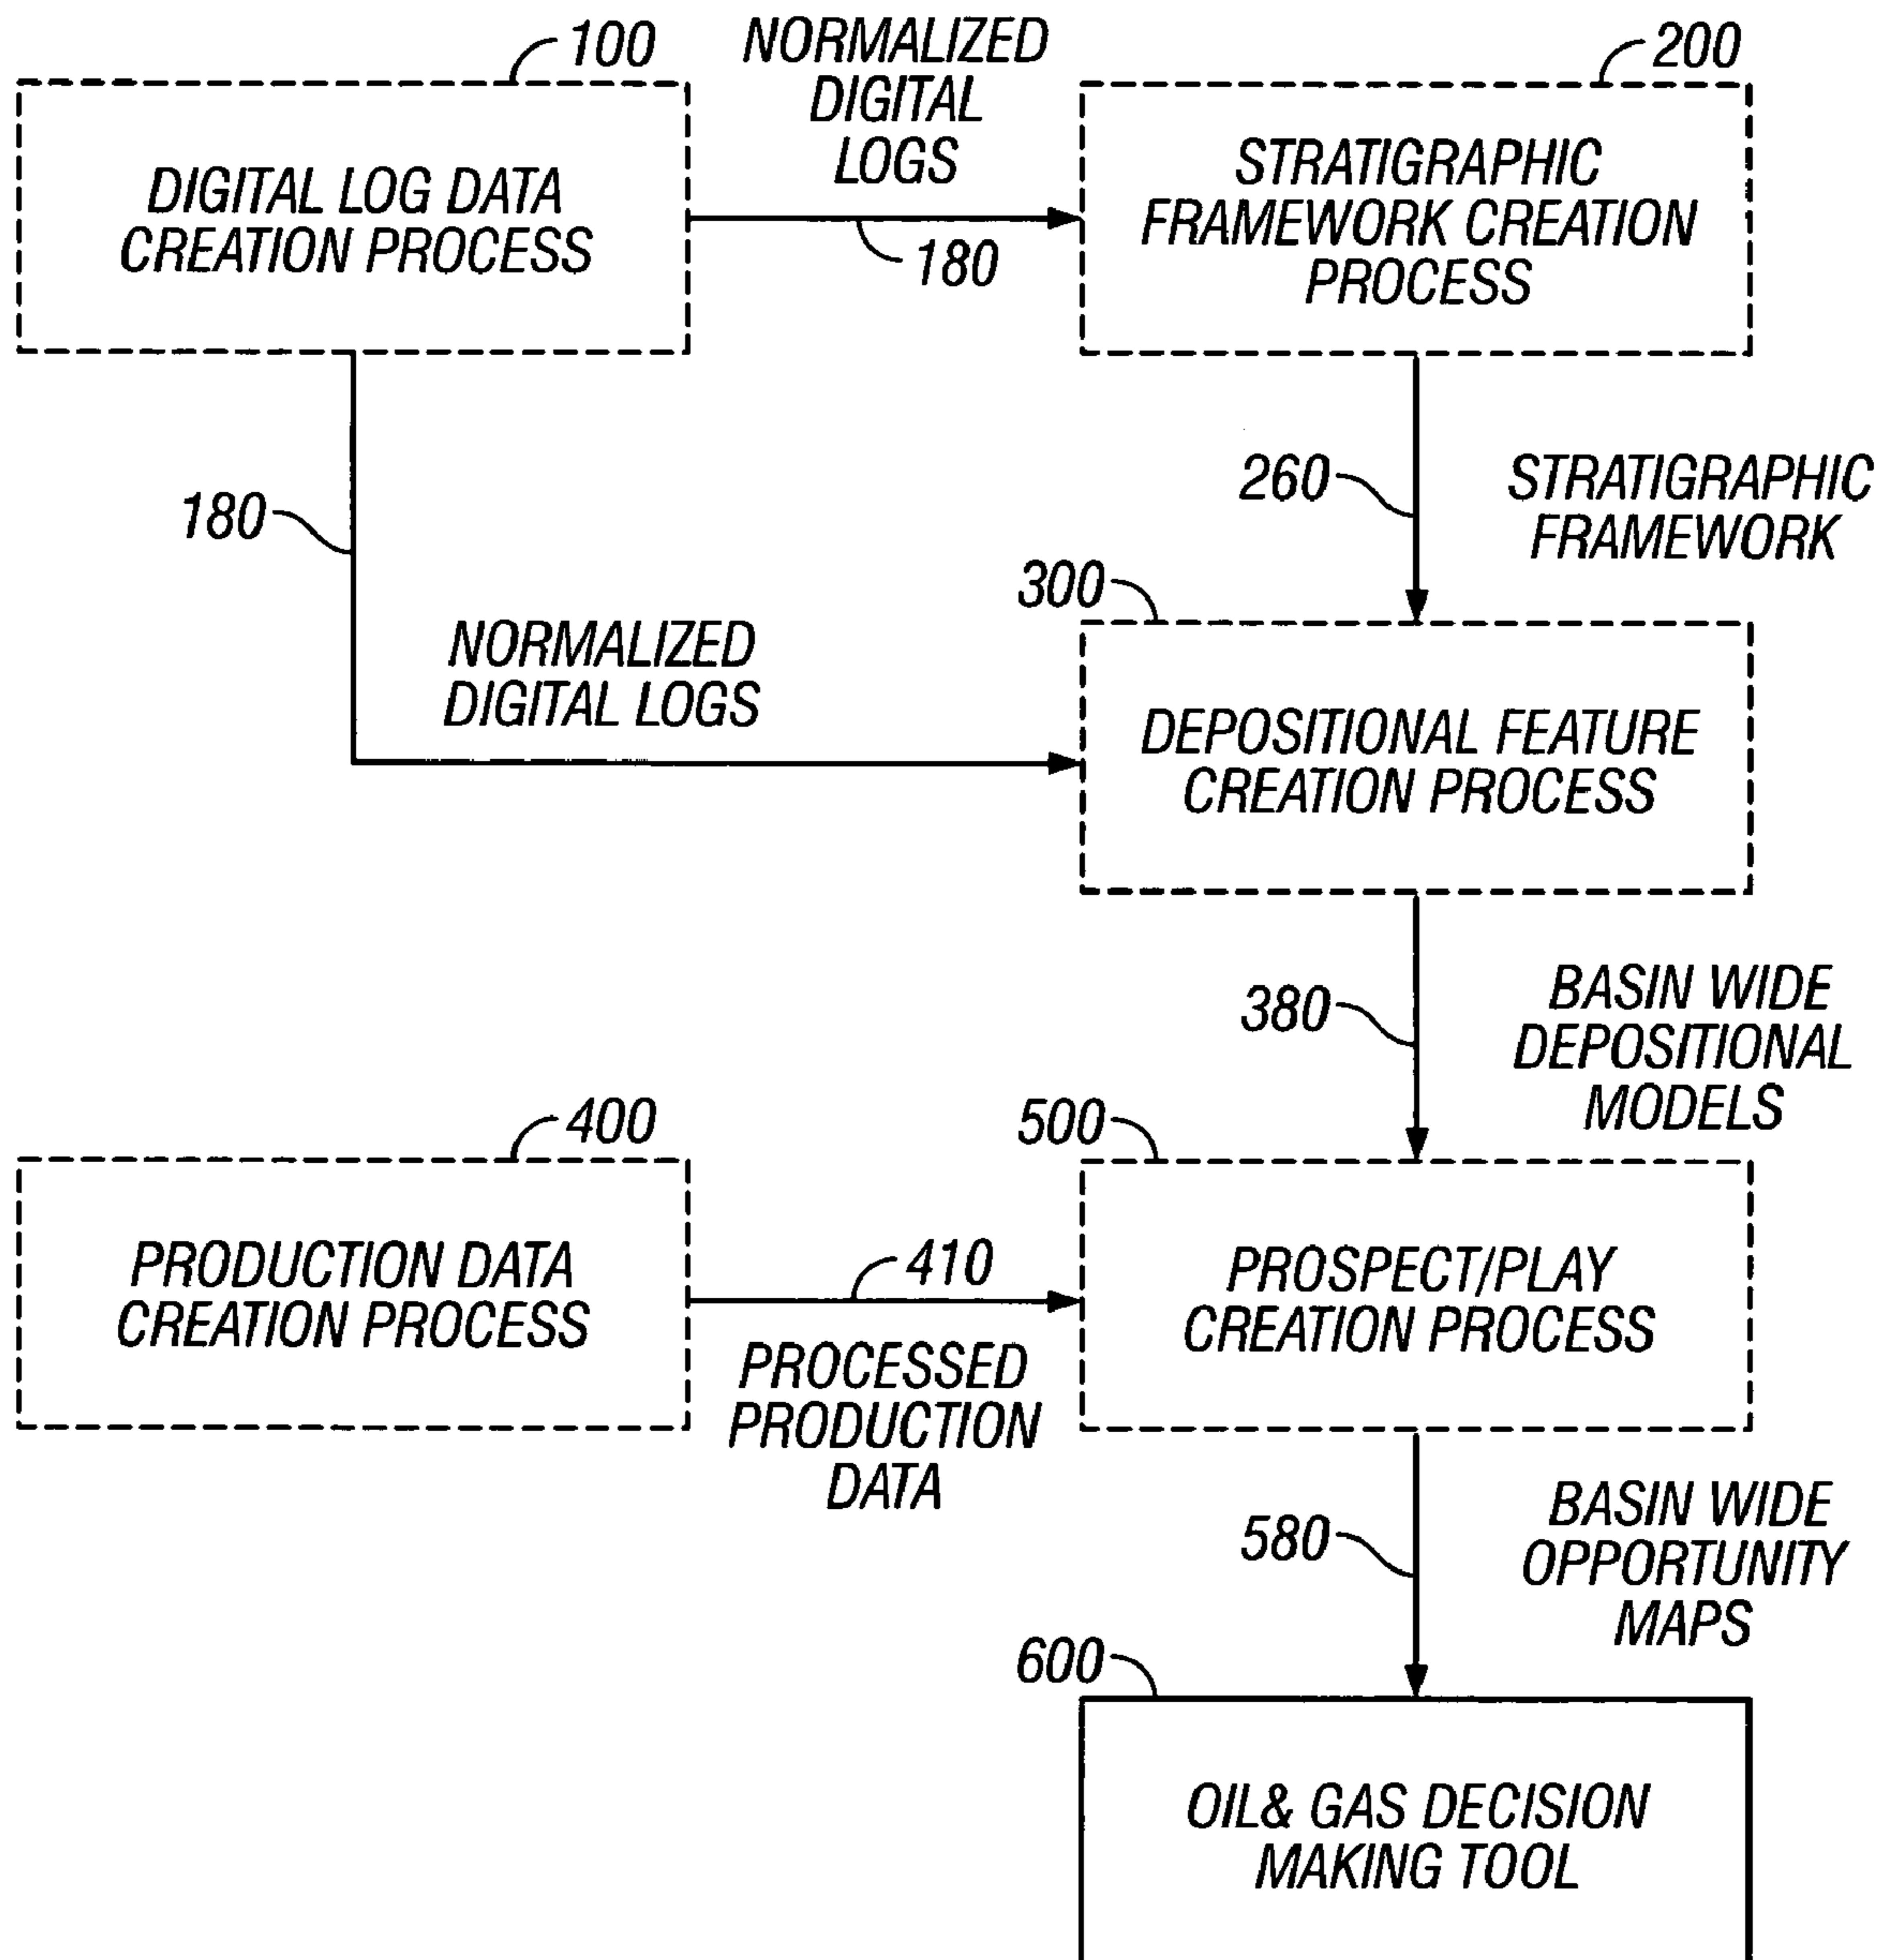 100
NORMALIZED
DIGITAL
LOGS
200
DIGITAL LOG DATA
CREATION PROCESS
180
STRATIGRAPHIC
FRAMEWORK CREATION
PROCESS
180
260
STRATIGRAPHIC
FRAMEWORK
300
NORMALIZED
DIGITAL LOGS
DEPOSITIONAL FEATURE
CREATION PROCESS
380
BASIN WIDE
DEPOSITIONAL
MODELS
400
500
PRODUCTION DATA
CREATION PROCESS
410
PROCESSED
PRODUCTION
DATA
PROSPECT/PLAY
CREATION PROCESS
580
BASIN WIDE
OPPORTUNITY
MAPS
600
OIL& GAS DECISION
MAKING TOOL